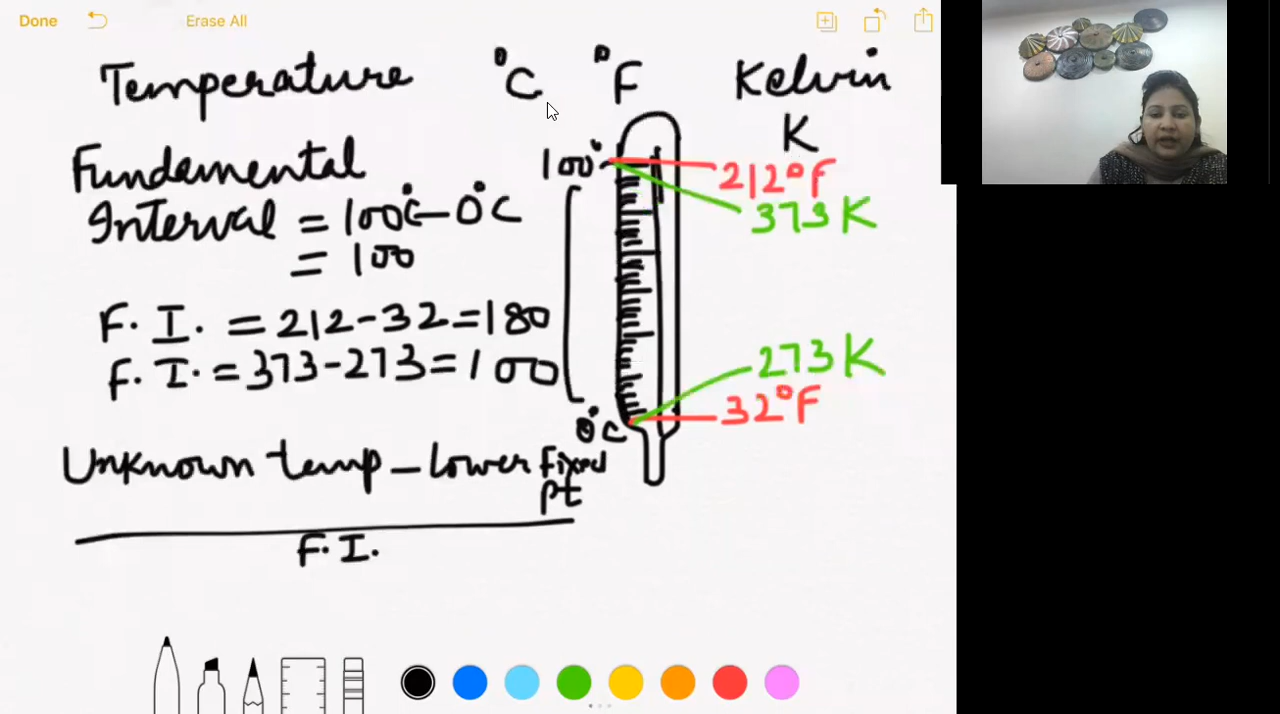 Done
Erase All
Temperature °C °F Kelvin
K
Fundamental
Interval = 100°C - 0°C
= 100
F. I. = 212 - 32 = 180
F. I. = 373 - 273 = 100
100°
212°F
373 K
273 K
32°F
0°C
Unknown temp - Lower fixed
pt
F. I.